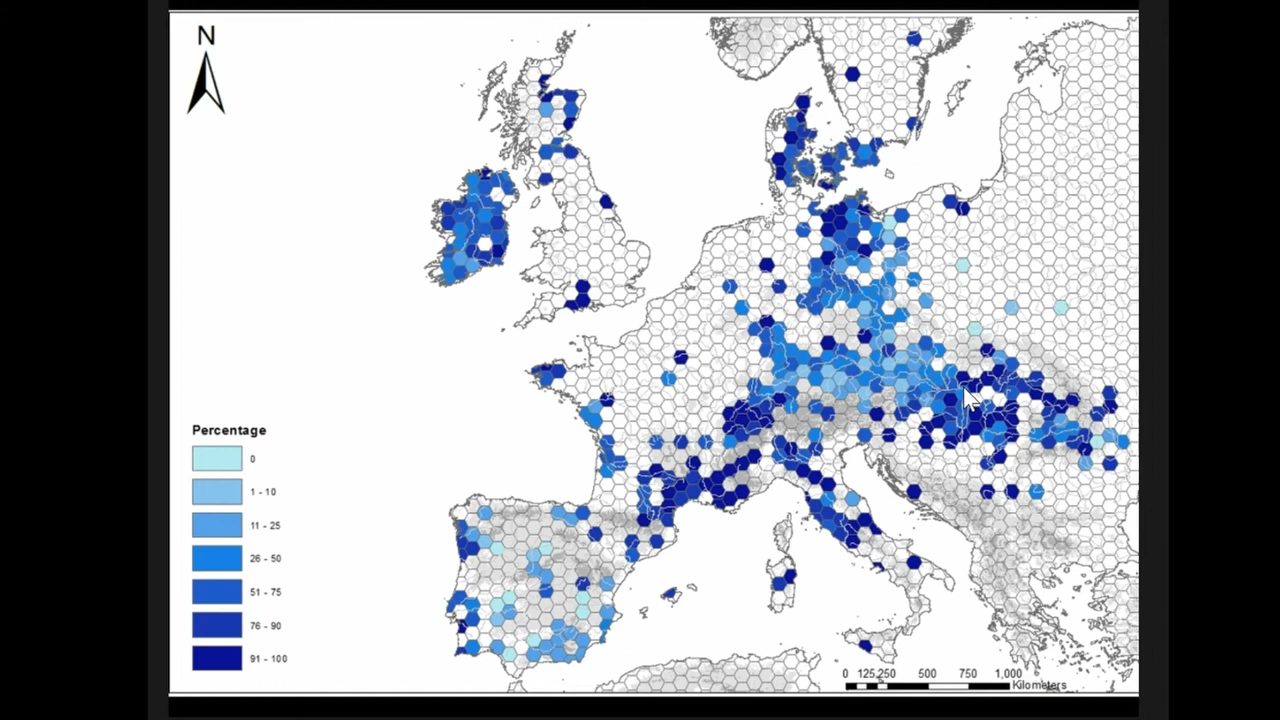 N
Percentage
0
1 - 10
11 - 25
26 - 50
51 - 75
76 - 90
91 - 100
0 125 250 500 750 1,000
Kilometers